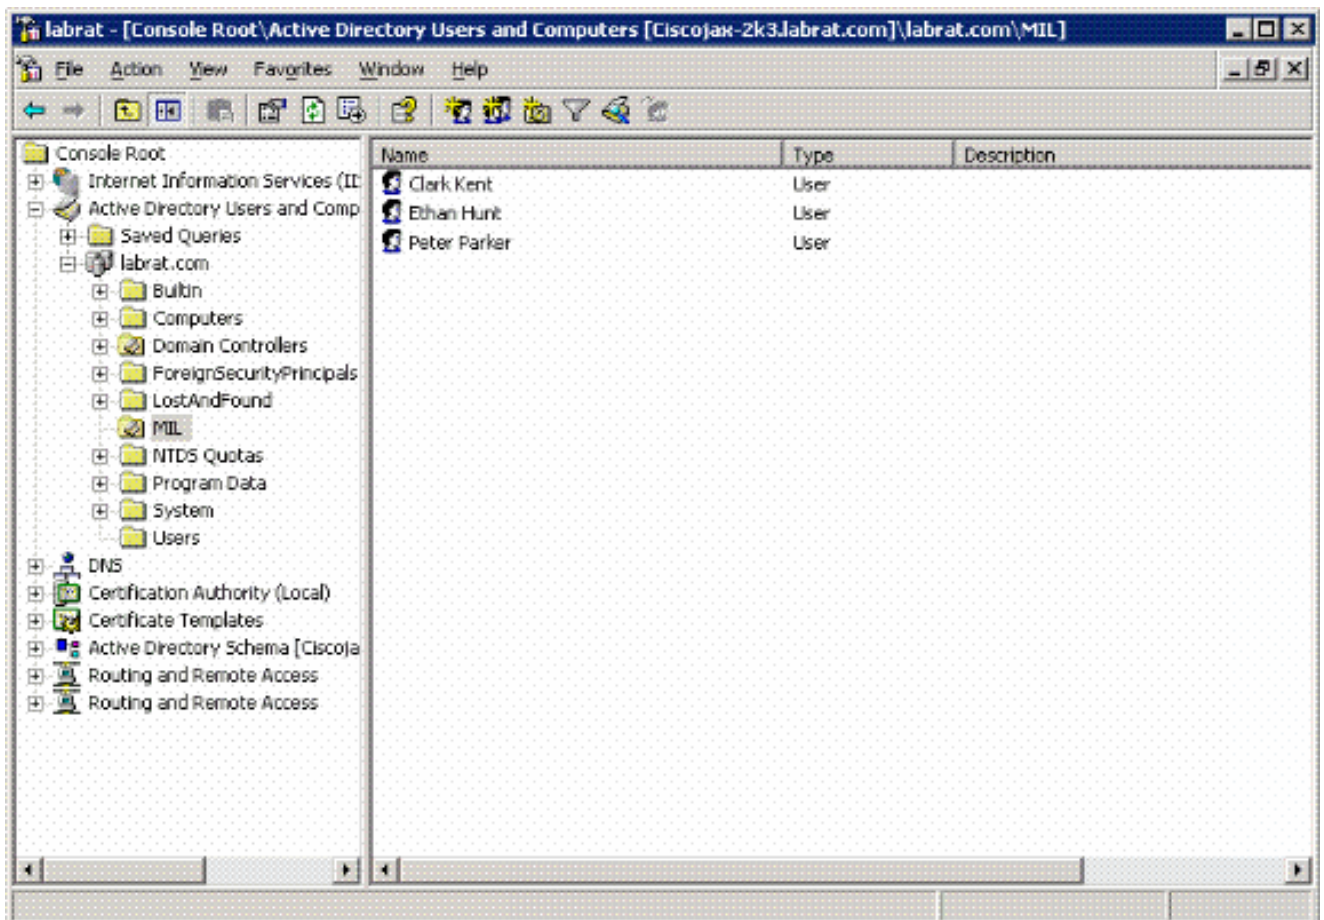 labrat - [Console Root\Active Directory Users and Computers [Ciscojax-2k3.labrat.com]\labrat.com\MIL]
File Action View Favorites Window Help
Console Root
Internet Information Services (II
Active Directory Users and Comp
Saved Queries
labrat.com
Builtin
Computers
Domain Controllers
ForeignSecurityPrincipals
LostAndFound
MIL
NTDS Quotas
Program Data
System
Users
DNS
Certification Authority (Local)
Certificate Templates
Active Directory Schema [Ciscoja
Routing and Remote Access
Routing and Remote Access
Name Type Description
Clark Kent User
Ethan Hunt User
Peter Parker User